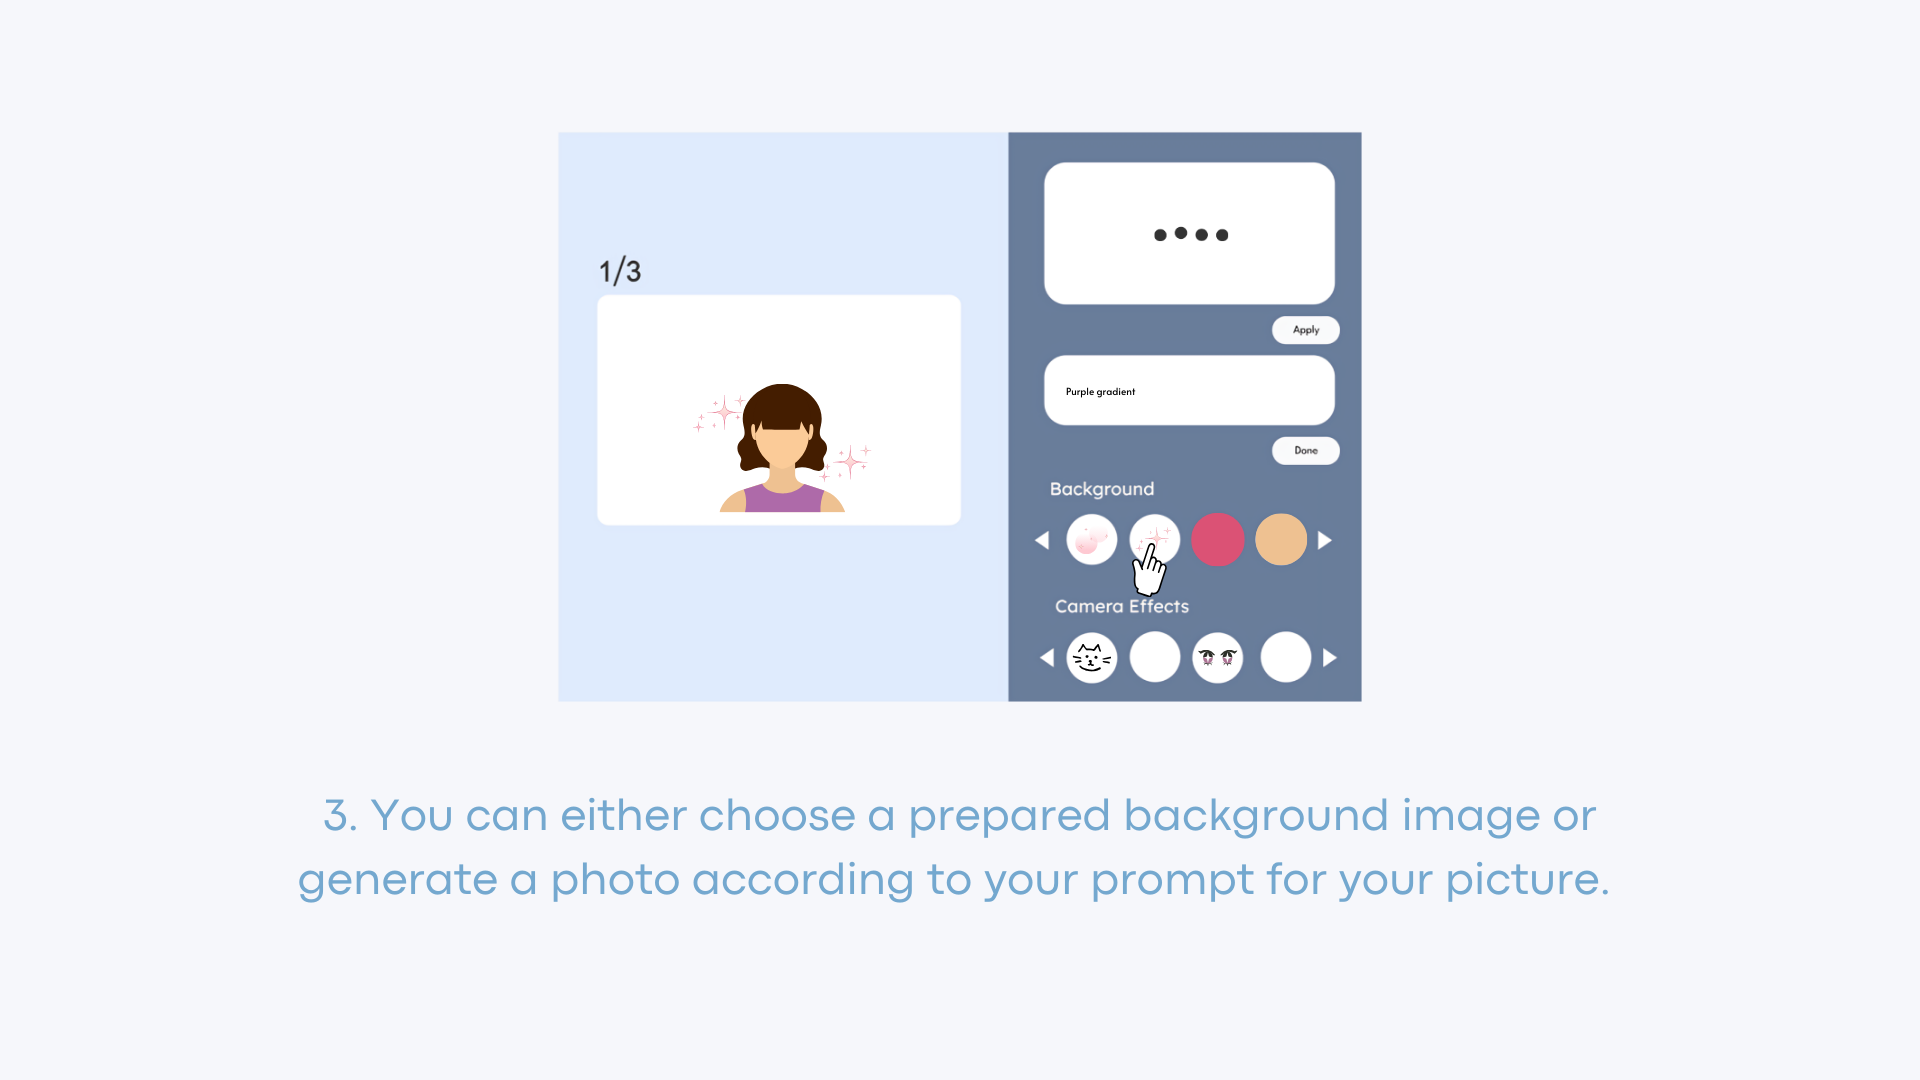 1/3
Apply
Purple gradient
Done
Background
Camera Effects
3. You can either choose a prepared background image or
generate a photo according to your prompt for your picture.